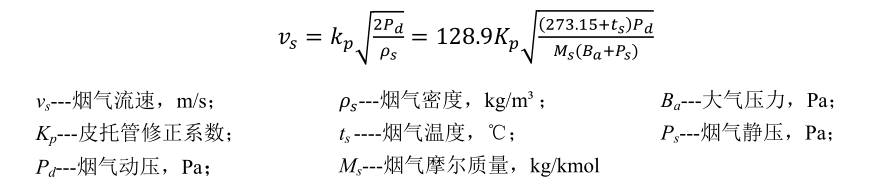 v_s = k_p√(2P_d/ρ_s) = 128.9K_p√((273.15+t_s)P_d/(M_s(B_a+P_s)))
v_s---烟气流速，m/s； ρ_s---烟气密度，kg/m³； B_a---大气压力，Pa；
K_p---皮托管修正系数； t_s----烟气温度，℃； P_s---烟气静压，Pa；
P_d---烟气动压，Pa； M_s---烟气摩尔质量，kg/kmol